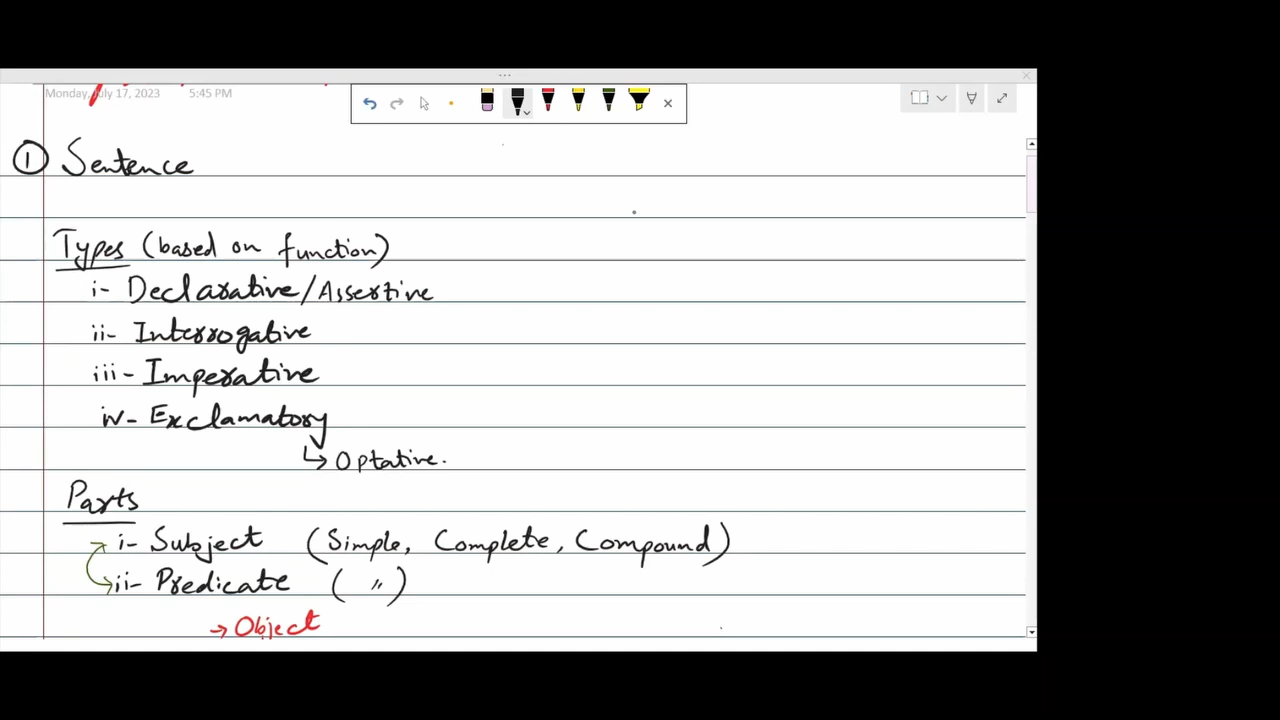 Monday, July 17, 2023 5:45 PM
① Sentence
Types (based on function)
i- Declarative/Assertive
ii- Interrogative
iii- Imperative
iv- Exclamatory
↳ Optative.
Parts
i- Subject (Simple, Complete, Compound)
ii- Predicate ( 〃 )
→ Object